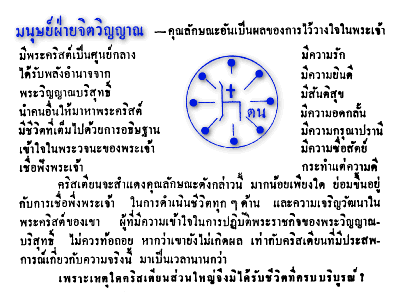 มนุษย์ฝ่ายจิตวิญญาณ — คุณลักษณะอันเป็นผลของการไว้วางใจในพระเจ้า
มีพระคริสต์เป็นศูนย์กลาง มีความรัก
ได้รับพลังอำนาจจาก มีความยินดี
พระวิญญาณบริสุทธิ์ มีสันติสุข
นำคนอื่นให้มาหาพระคริสต์ มีความอดกลั้น
ตน
มีชีวิตที่เต็มไปด้วยการอธิษฐาน มีความกรุณาปรานี
เข้าใจในพระวจนะของพระเจ้า มีความซื่อสัตย์
เชื่อฟังพระเจ้า กระทำแต่ความดี
คริสเตียนจะสำแดงคุณลักษณะดังกล่าวนี้ มากน้อยเพียงใด ย่อมขึ้นอยู่
กับการเชื่อฟังพระเจ้า ในการดำเนินชีวิตทุก ๆ ด้าน และความเจริญวัฒนาใน
พระคริสต์ของเขา ผู้ที่มีความเข้าใจในการปฏิบัติพระราชกิจของพระวิญญาณ-
บริสุทธิ์ ไม่ควรท้อถอย หากว่าเขายังไม่เกิดผล เท่ากับคริสเตียนที่มีประสพ-
การณ์เกี่ยวกับความจริงนี้ มาเป็นเวลานานกว่า
เพราะเหตุใดคริสเตียนส่วนใหญ่จึงมิได้รับชีวิตที่ครบบริบูรณ์ ?